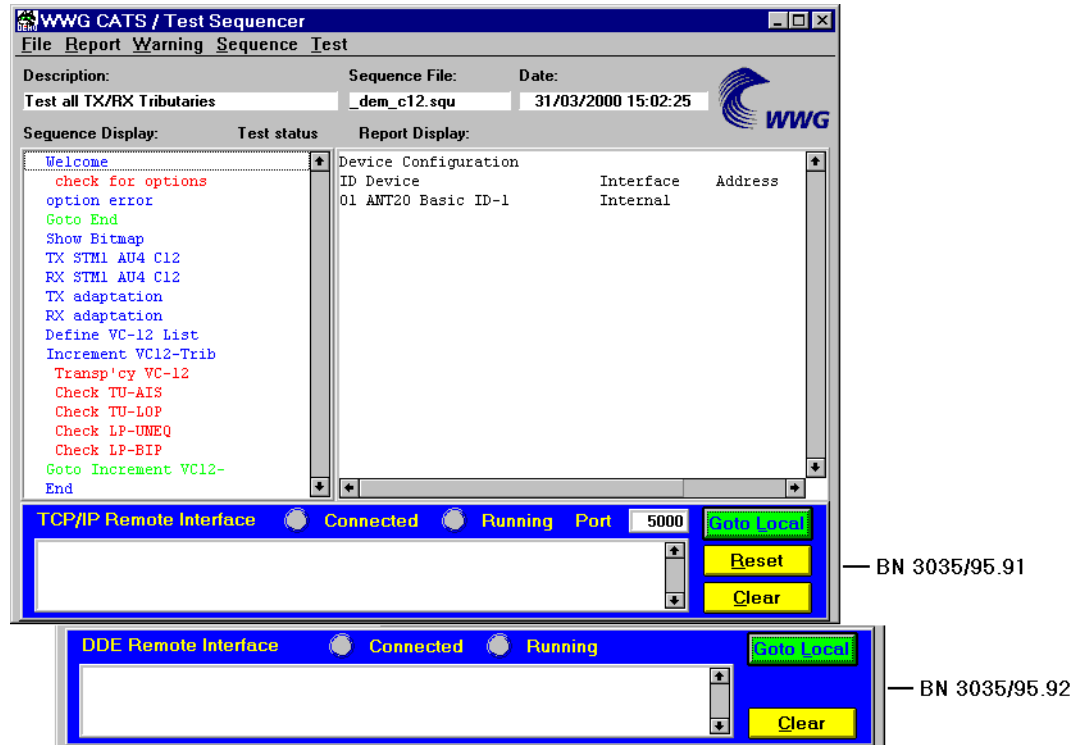 WWG CATS / Test Sequencer
File Report Warning Sequence Test
Description: Sequence File: Date:
Test all TX/RX Tributaries _dem_c12.squ 31/03/2000 15:02:25
WWG
Sequence Display: Test status Report Display:
Welcome
check for options
option error
Goto End
Show Bitmap
TX STM1 AU4 C12
RX STM1 AU4 C12
TX adaptation
RX adaptation
Define VC-12 List
Increment VC12-Trib
Transp'cy VC-12
Check TU-AIS
Check TU-LOP
Check LP-UNEQ
Check LP-BIP
Goto Increment VC12-
End
Device Configuration
ID Device Interface Address
01 ANT20 Basic ID-1 Internal
TCP/IP Remote Interface Connected Running Port 5000 Goto Local
Reset
Clear
BN 3035/95.91
DDE Remote Interface Connected Running Goto Local
Clear
BN 3035/95.92